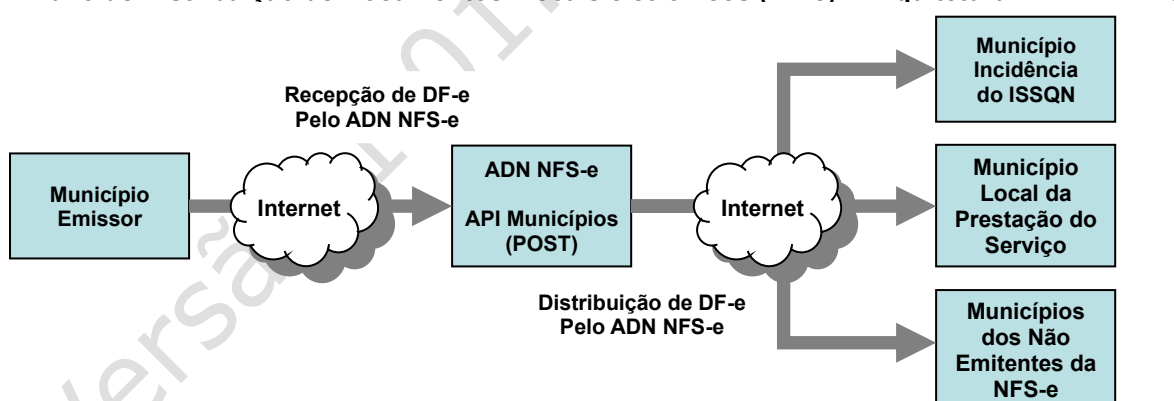 Recepção de DF-e
Pelo ADN NFS-e
Município
Emissor
Internet
ADN NFS-e
API Municípios
(POST)
Internet
Distribuição de DF-e
Pelo ADN NFS-e
Município
Incidência
do ISSQN
Município
Local da
Prestação do
Serviço
Municípios
dos Não
Emitentes da
NFS-e
Versão